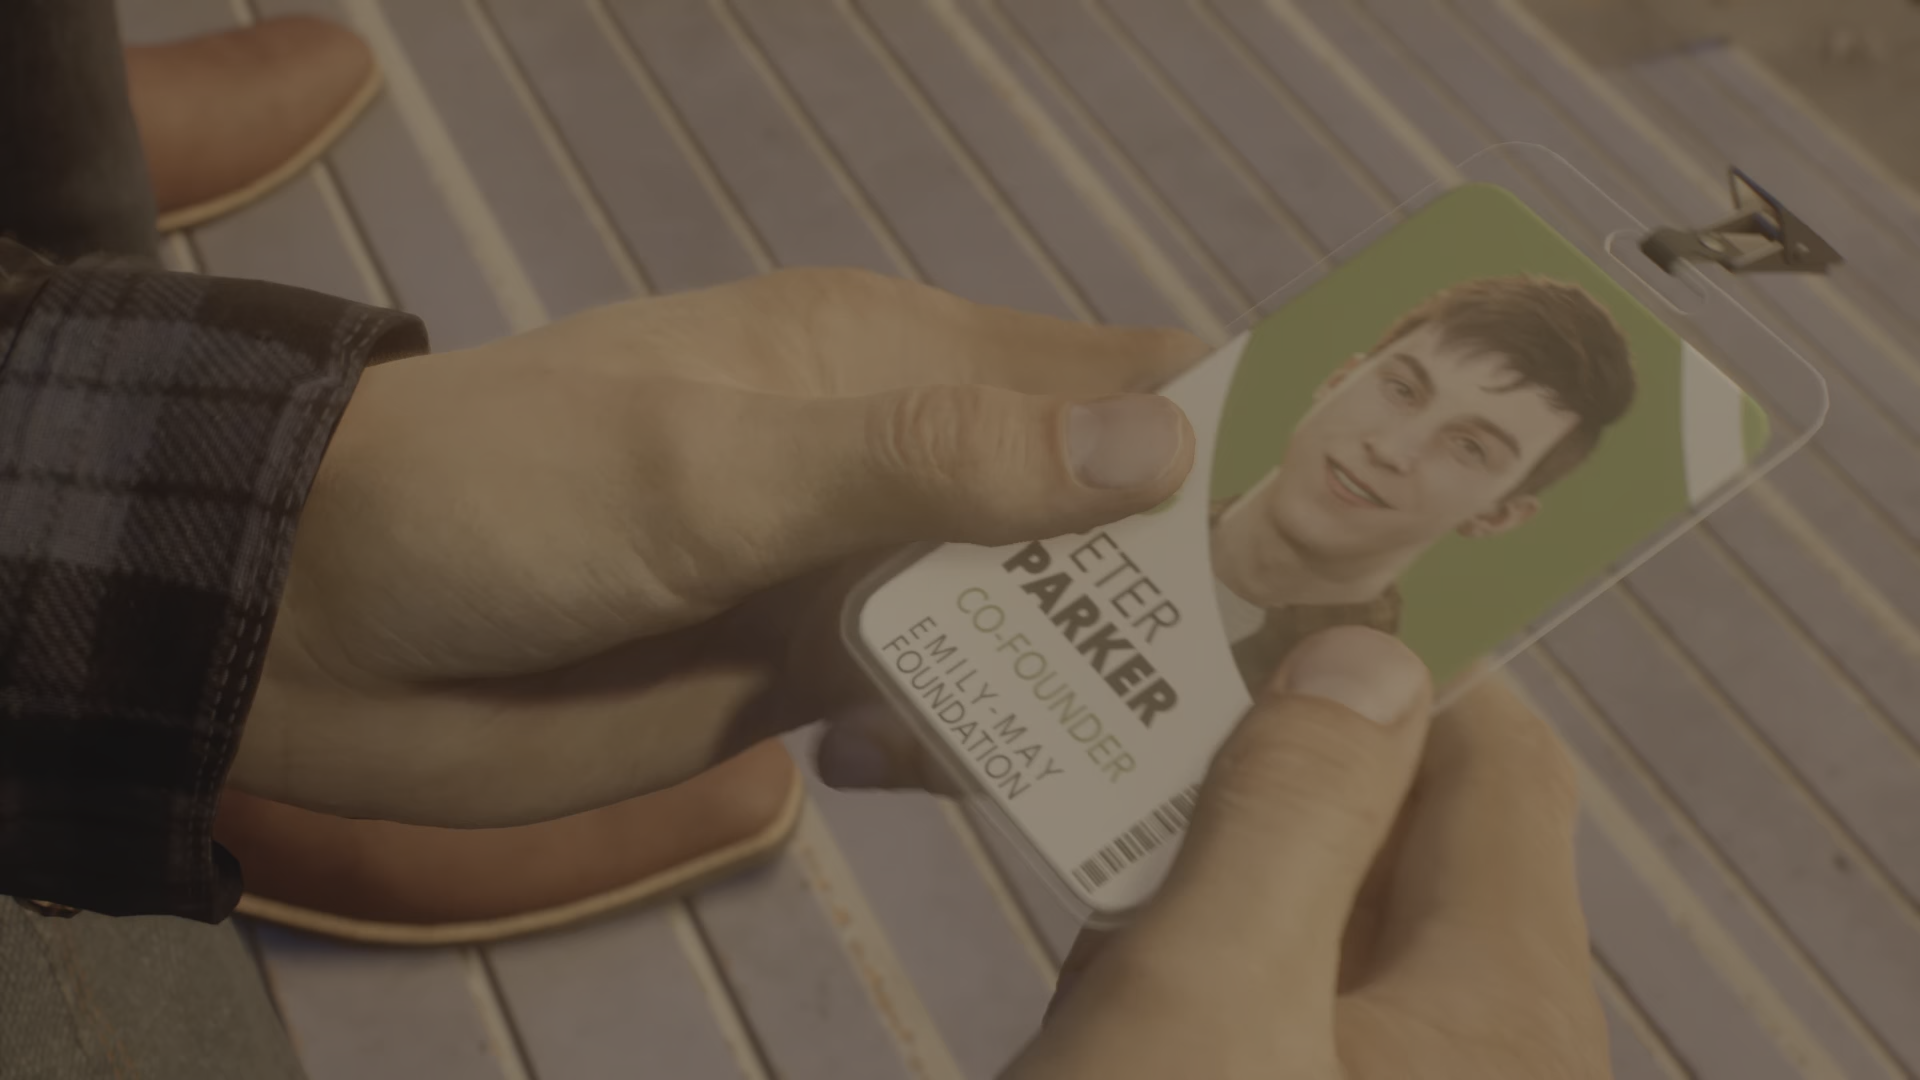 ETER
PARKER
CO-FOUNDER
EMILY-MAY
FOUNDATION